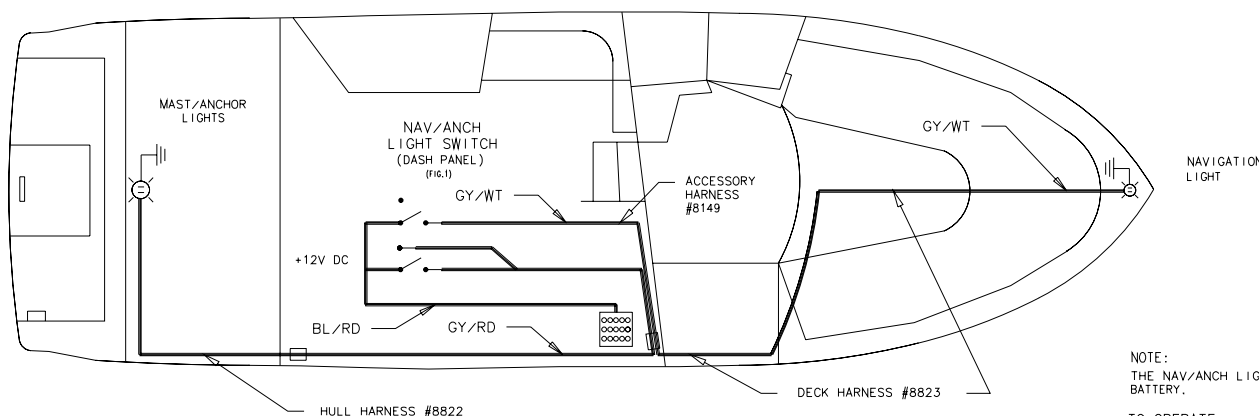 MAST/ANCHOR
LIGHTS
NAV/ANCH
LIGHT SWITCH
(DASH PANEL)
(FIG.1)
GY/WT
ACCESSORY
HARNESS
#8149
GY/WT
NAVIGATION
LIGHT
+12V DC
BL/RD
GY/RD
DECK HARNESS #8823
HULL HARNESS #8822
NOTE:
THE NAV/ANCH LIG
BATTERY.
TO OPERATE